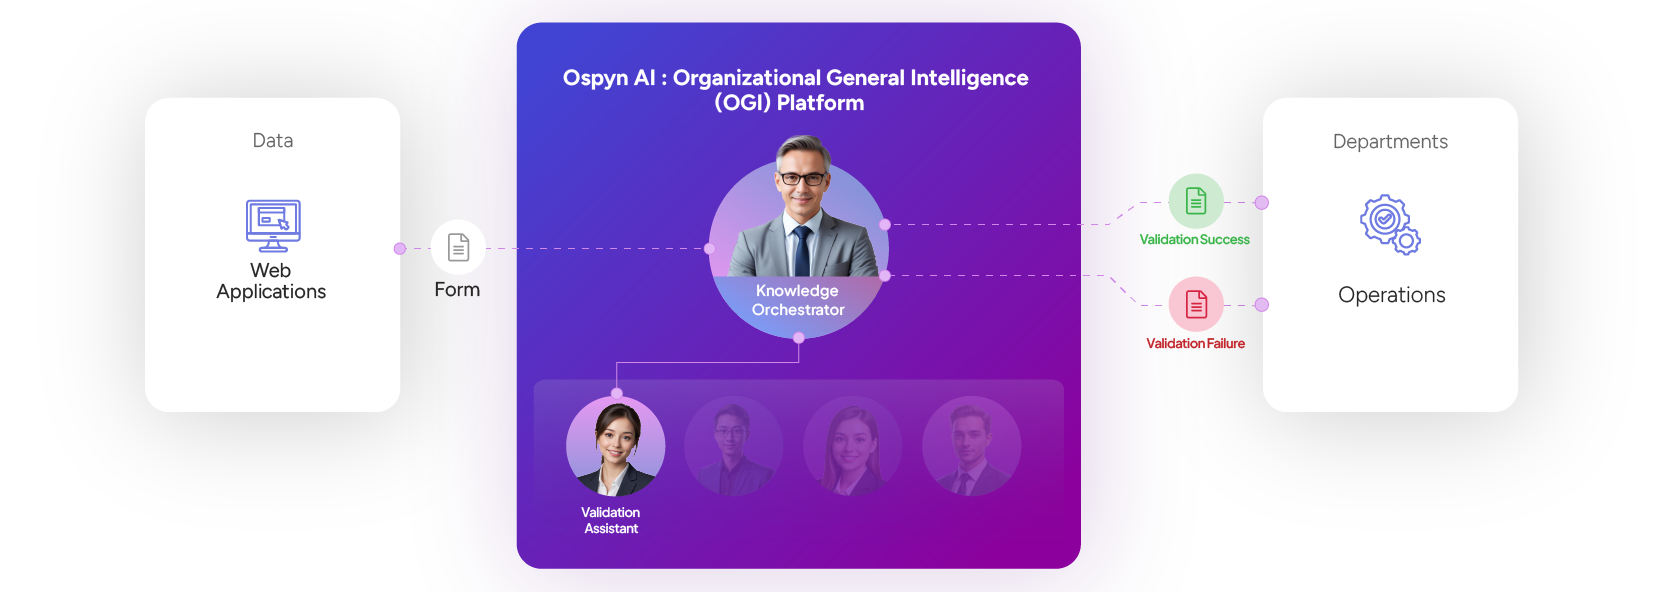 Data
Web
Applications
Form
Ospyn AI : Organizational General Intelligence
(OGI) Platform
Knowledge
Orchestrator
Validation
Assistant
Validation Success
Validation Failure
Departments
Operations